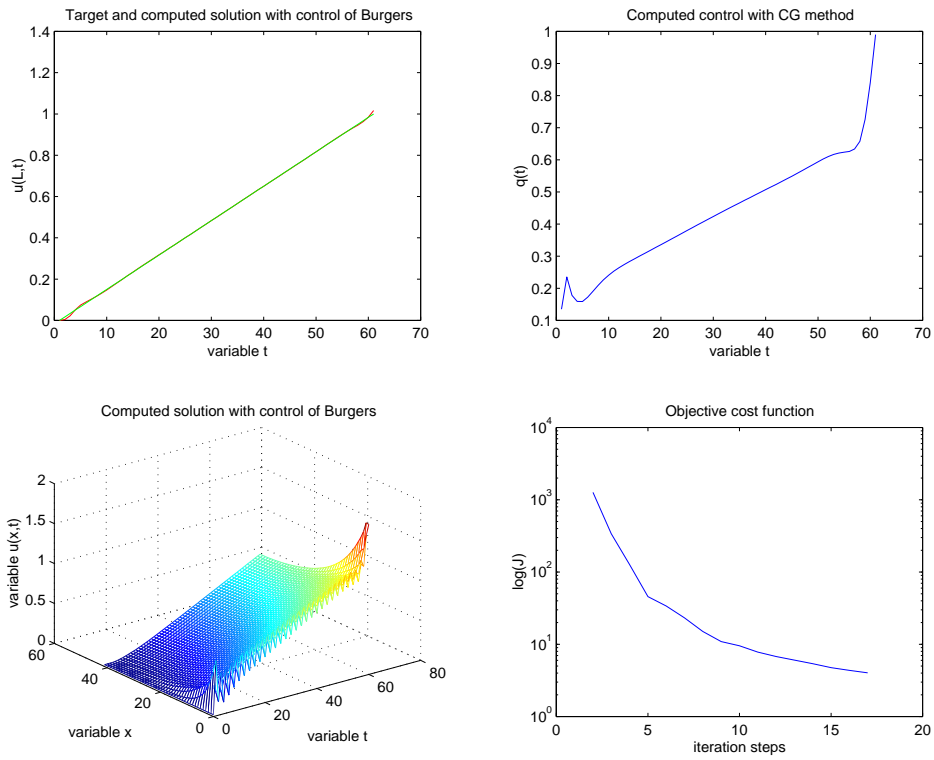 Target and computed solution with control of Burgers
1.4
1.2
1
0.8
0.6
0.4
0.2
0
u(L,t)
0 10 20 30 40 50 60 70
variable t
Computed control with CG method
1
0.9
0.8
0.7
0.6
0.5
0.4
0.3
0.2
0.1
q(t)
0 10 20 30 40 50 60 70
variable t
Computed solution with control of Burgers
2
1.5
1
0.5
0
variable u(x,t)
60
40
20
0
variable x
0
20
40
60
80
variable t
Objective cost function
10^4
10^3
10^2
10^1
10^0
log(J)
0 5 10 15 20
iteration steps